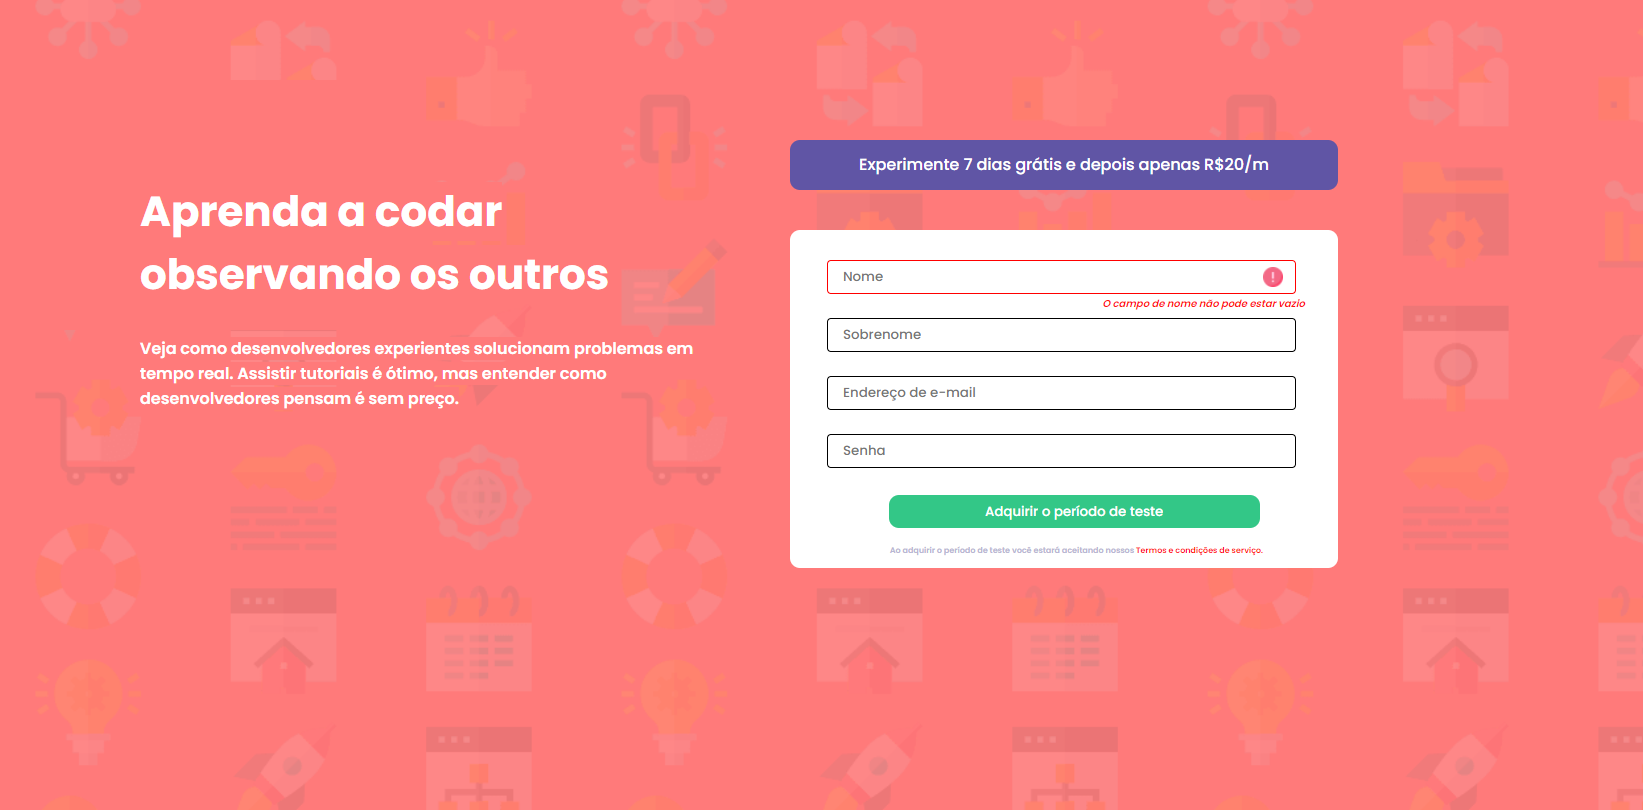 Aprenda a codar
observando os outros
Veja como desenvolvedores experientes solucionam problemas em
tempo real. Assistir tutoriais é ótimo, mas entender como
desenvolvedores pensam é sem preço.
Experimente 7 dias grátis e depois apenas R$20/m
Nome
O campo de nome não pode estar vazio
Sobrenome
Endereço de e-mail
Senha
Adquirir o período de teste
Ao adquirir o período de teste você estará aceitando nossos Termos e condições de serviço.